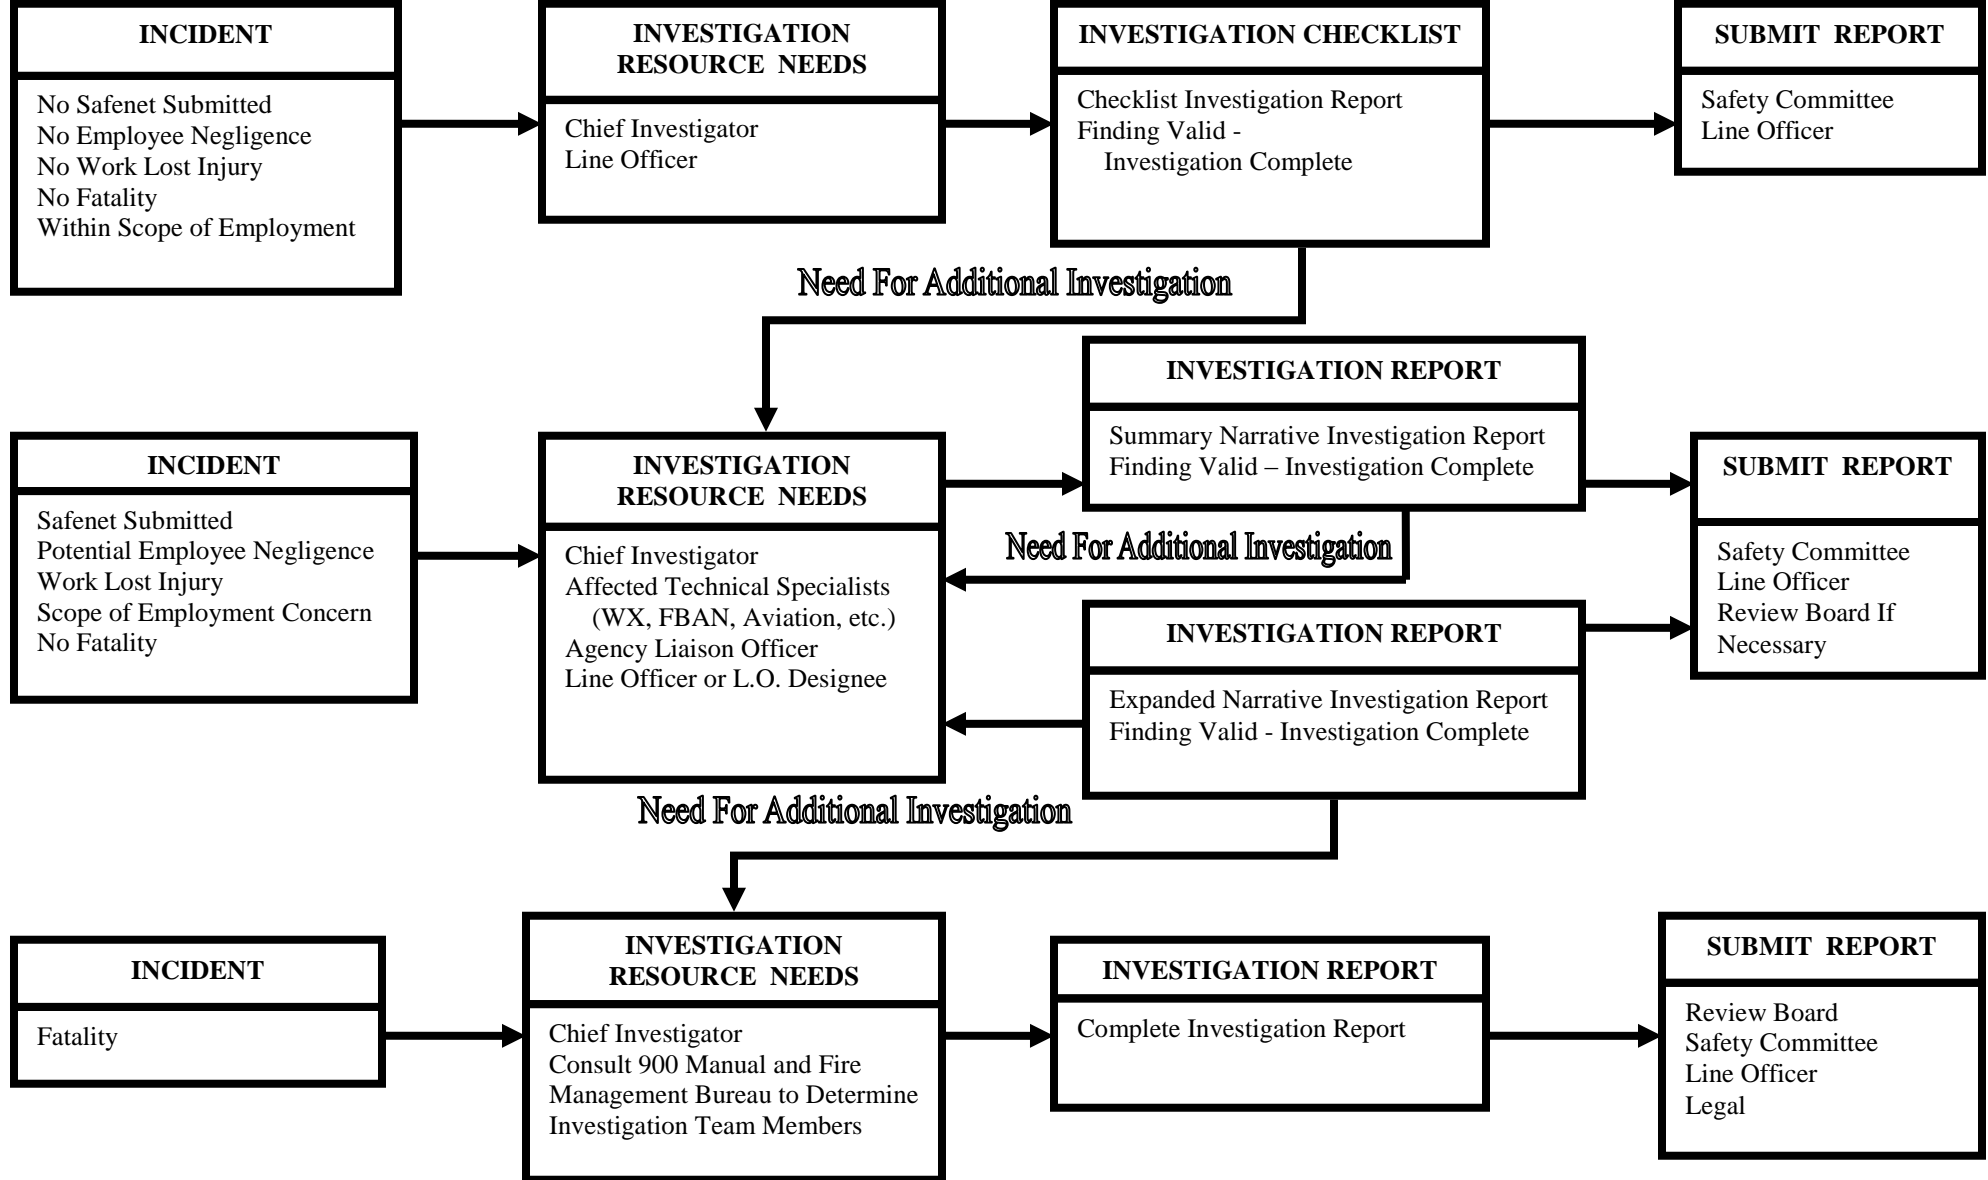 INCIDENT
No Safenet Submitted
No Employee Negligence
No Work Lost Injury
No Fatality
Within Scope of Employment
INVESTIGATION
RESOURCE NEEDS
Chief Investigator
Line Officer
INVESTIGATION CHECKLIST
Checklist Investigation Report
Finding Valid -
Investigation Complete
SUBMIT REPORT
Safety Committee
Line Officer
Need For Additional Investigation
INCIDENT
Safenet Submitted
Potential Employee Negligence
Work Lost Injury
Scope of Employment Concern
No Fatality
INVESTIGATION
RESOURCE NEEDS
Chief Investigator
Affected Technical Specialists
(WX, FBAN, Aviation, etc.)
Agency Liaison Officer
Line Officer or L.O. Designee
INVESTIGATION REPORT
Summary Narrative Investigation Report
Finding Valid – Investigation Complete
Need For Additional Investigation
INVESTIGATION REPORT
Expanded Narrative Investigation Report
Finding Valid - Investigation Complete
SUBMIT REPORT
Safety Committee
Line Officer
Review Board If
Necessary
Need For Additional Investigation
INCIDENT
Fatality
INVESTIGATION
RESOURCE NEEDS
Chief Investigator
Consult 900 Manual and Fire
Management Bureau to Determine
Investigation Team Members
INVESTIGATION REPORT
Complete Investigation Report
SUBMIT REPORT
Review Board
Safety Committee
Line Officer
Legal